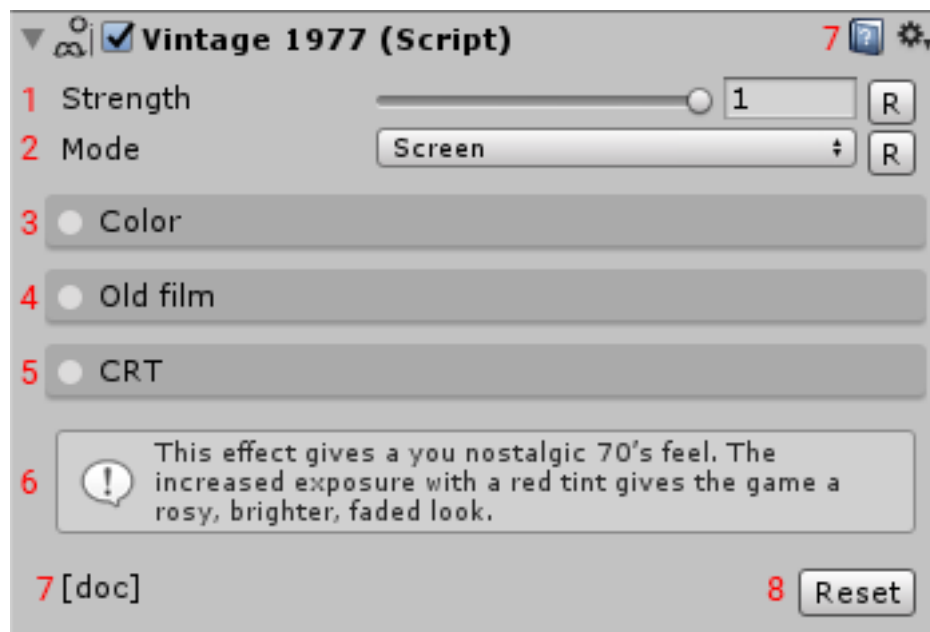 Vintage 1977 (Script) 7
1 Strength 1 R
2 Mode Screen R
3 Color
4 Old film
5 CRT
This effect gives a you nostalgic 70's feel. The
6 increased exposure with a red tint gives the game a
rosy, brighter, faded look.
7 [doc] 8 Reset